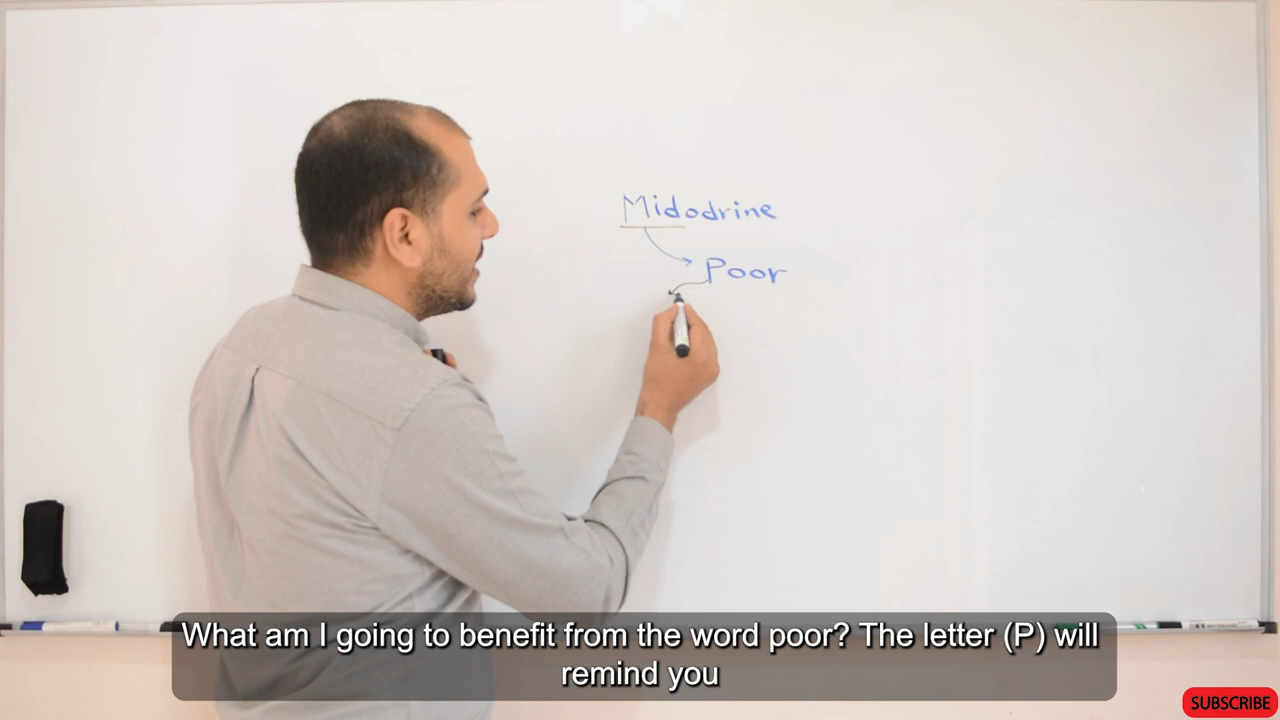 Midodrine
Poor
What am I going to benefit from the word poor? The letter (P) will
remind you
SUBSCRIBE